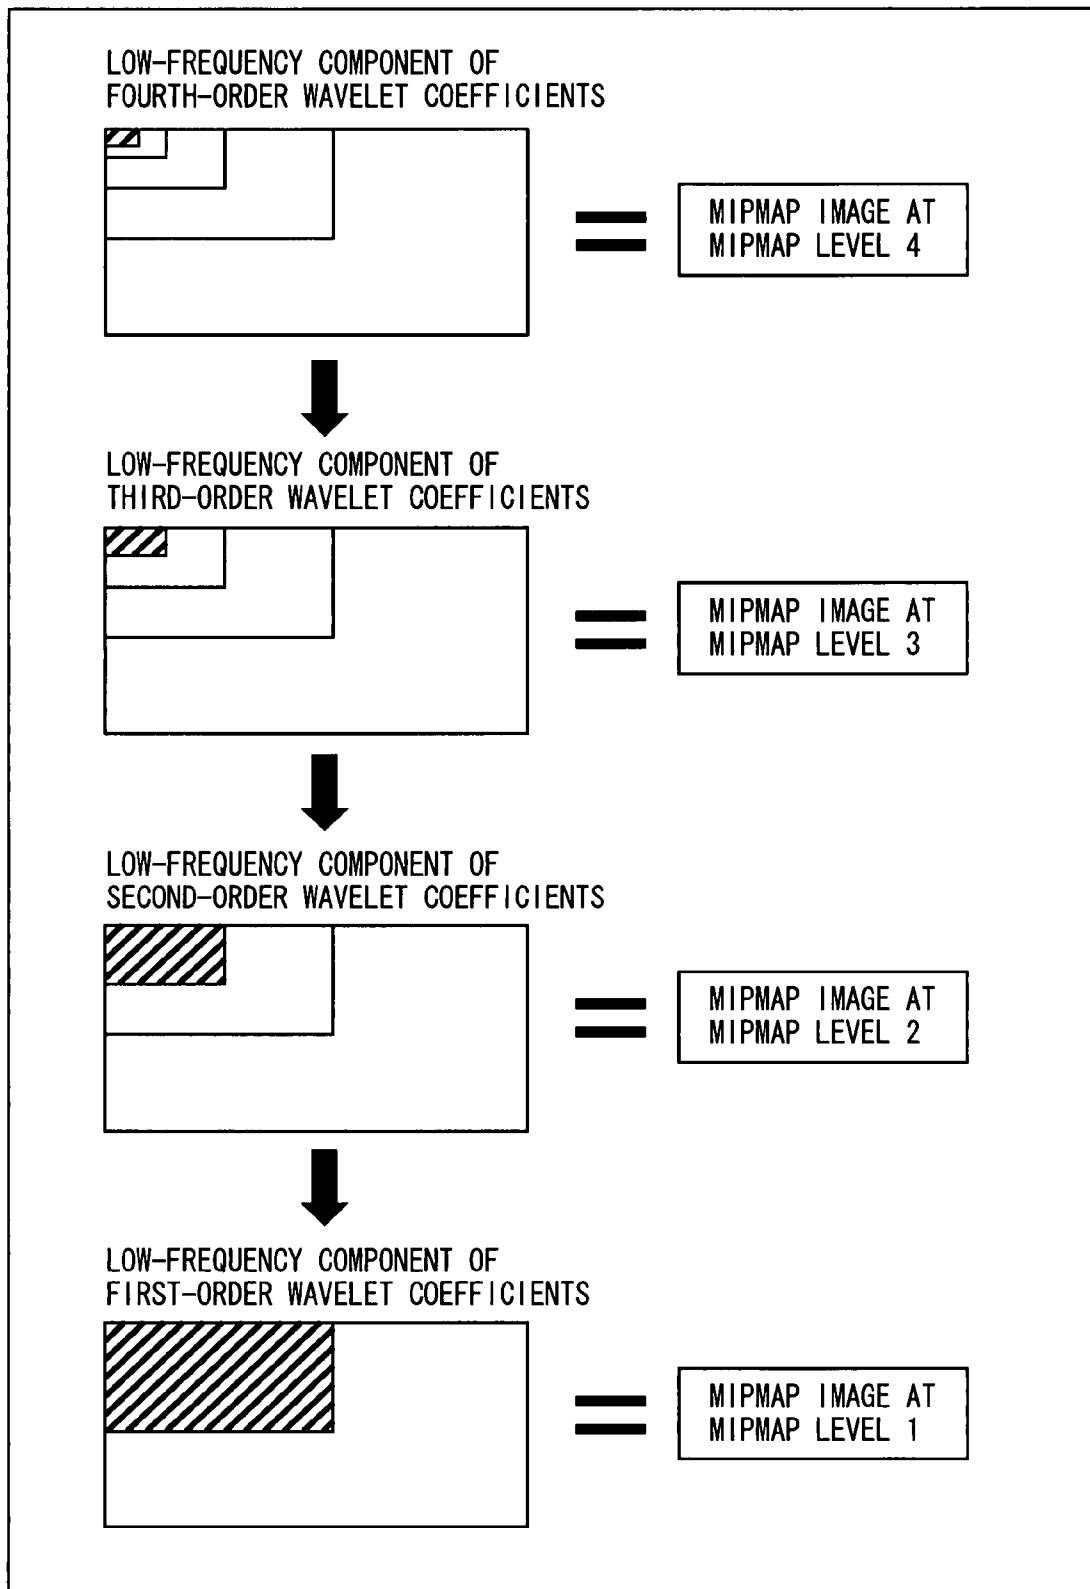 LOW-FREQUENCY COMPONENT OF
FOURTH-ORDER WAVELET COEFFICIENTS
MIPMAP IMAGE AT
MIPMAP LEVEL 4
LOW-FREQUENCY COMPONENT OF
THIRD-ORDER WAVELET COEFFICIENTS
MIPMAP IMAGE AT
MIPMAP LEVEL 3
LOW-FREQUENCY COMPONENT OF
SECOND-ORDER WAVELET COEFFICIENTS
MIPMAP IMAGE AT
MIPMAP LEVEL 2
LOW-FREQUENCY COMPONENT OF
FIRST-ORDER WAVELET COEFFICIENTS
MIPMAP IMAGE AT
MIPMAP LEVEL 1